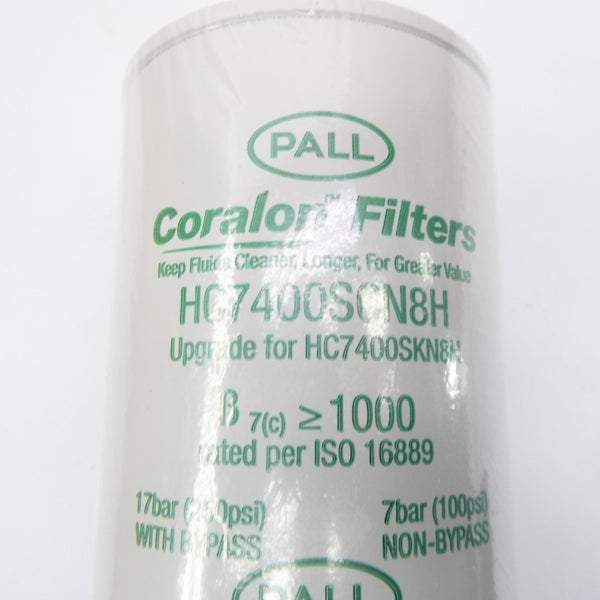 PALL
Coralon™ Filters
Keep Fluids Cleaner, Longer, For Greater Value
HC7400SCN8H
Upgrade for HC7400SKN8H
β 7(c) ≥ 1000
rated per ISO 16889
17bar (250psi) 7bar (100psi)
WITH BYPASS NON-BYPASS
PALL